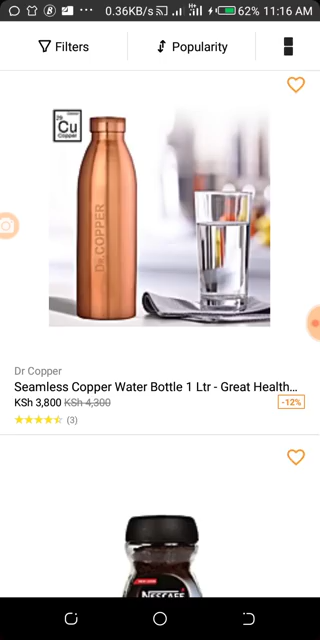 0.36KB/s 62% 11:16 AM
Filters
Popularity
29
Cu
Copper
Dr.COPPER
Dr Copper
Seamless Copper Water Bottle 1 Ltr - Great Health...
KSh 3,800 KSh 4,300
-12%
(3)
NESCAFÉ